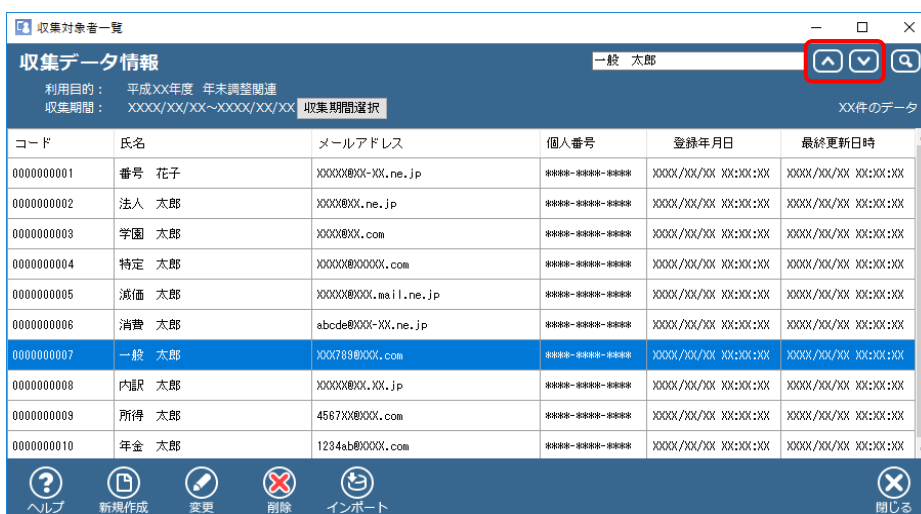 収集対象者一覧
収集データ情報 一般 太郎
利用目的： 平成XX年度 年末調整関連
収集期間： XXXX/XX/XX～XXXX/XX/XX 収集期間選択 XX件のデータ
コード 氏名 メールアドレス 個人番号 登録年月日 最終更新日時
0000000001 番号 花子 XXXXX@XX-XX.ne.jp ****-****-**** XXXX/XX/XX XX:XX:XX XXXX/XX/XX XX:XX:XX
0000000002 法人 太郎 XXXX@XX.ne.jp ****-****-**** XXXX/XX/XX XX:XX:XX XXXX/XX/XX XX:XX:XX
0000000003 学園 太郎 XXXX@XX.com ****-****-**** XXXX/XX/XX XX:XX:XX XXXX/XX/XX XX:XX:XX
0000000004 特定 太郎 XXXXX@XXXXX.com ****-****-**** XXXX/XX/XX XX:XX:XX XXXX/XX/XX XX:XX:XX
0000000005 減価 太郎 XXXXX@XXX.mail.ne.jp ****-****-**** XXXX/XX/XX XX:XX:XX XXXX/XX/XX XX:XX:XX
0000000006 消費 太郎 abcde@XXX-XX.ne.jp ****-****-**** XXXX/XX/XX XX:XX:XX XXXX/XX/XX XX:XX:XX
0000000007 一般 太郎 XXX789@XXX.com ****-****-**** XXXX/XX/XX XX:XX:XX XXXX/XX/XX XX:XX:XX
0000000008 内訳 太郎 XXXXX@XX.XX.jp ****-****-**** XXXX/XX/XX XX:XX:XX XXXX/XX/XX XX:XX:XX
0000000009 所得 太郎 4567XX@XXX.com ****-****-**** XXXX/XX/XX XX:XX:XX XXXX/XX/XX XX:XX:XX
0000000010 年金 太郎 1234ab@XXXX.com ****-****-**** XXXX/XX/XX XX:XX:XX XXXX/XX/XX XX:XX:XX
ヘルプ 新規作成 変更 削除 インポート 閉じる